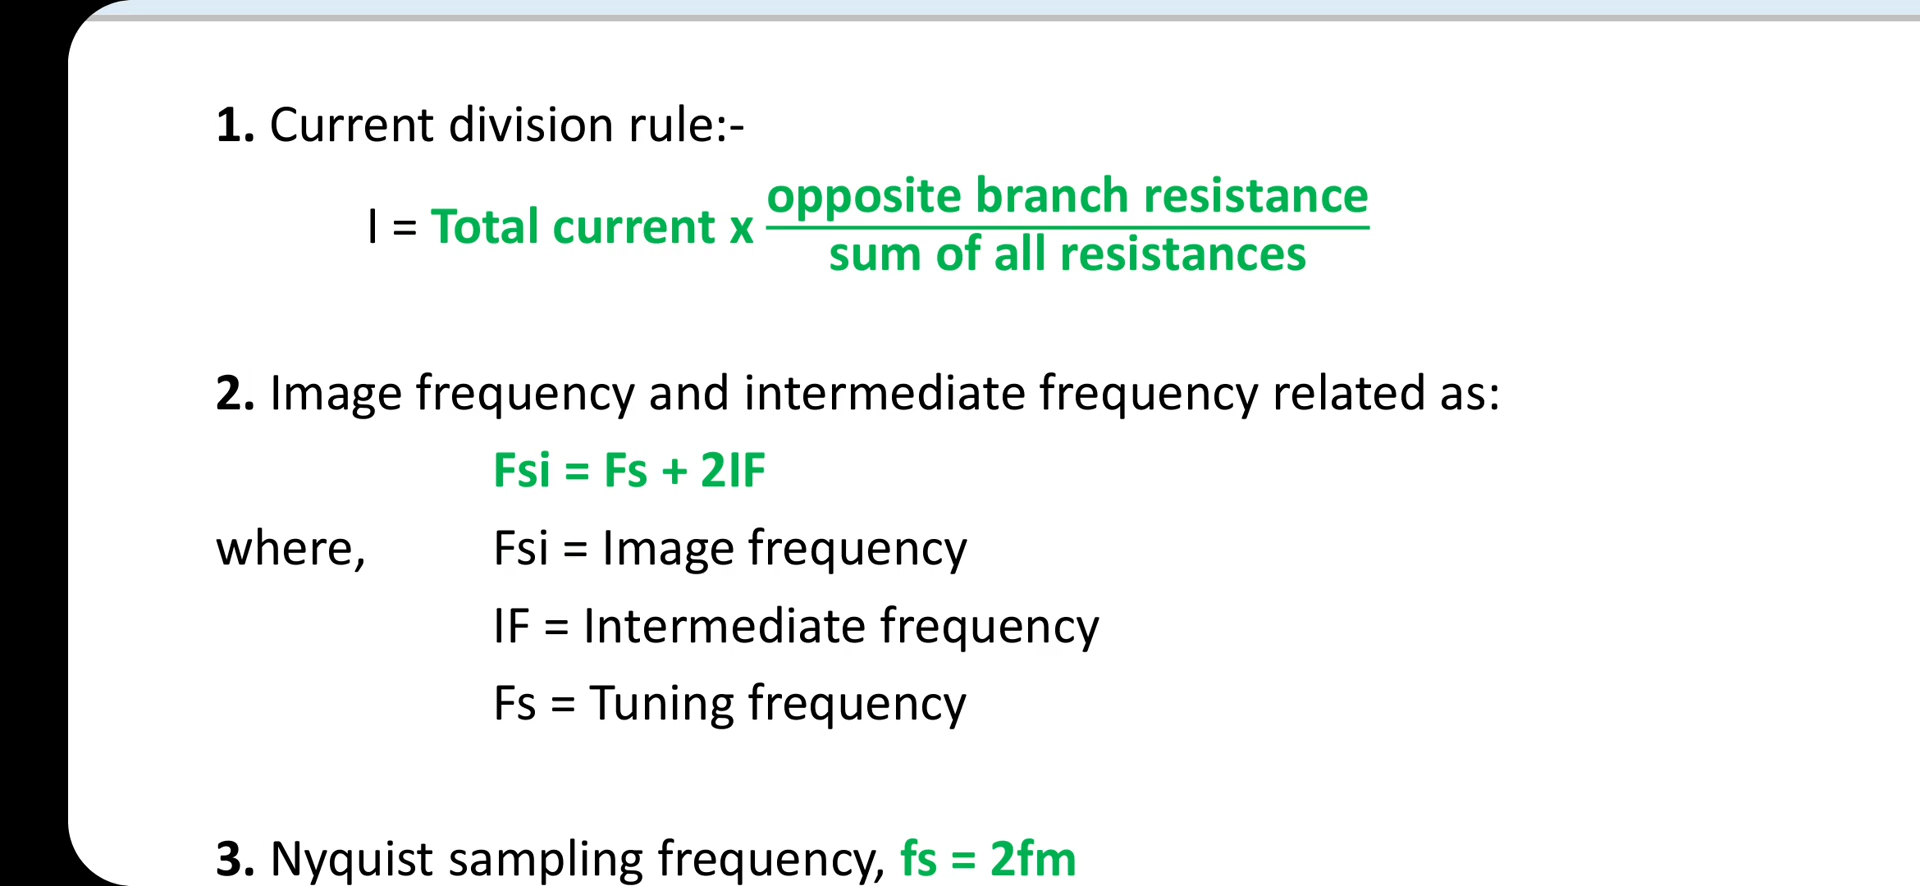 1. Current division rule:-
I = Total current x opposite branch resistance / sum of all resistances
2. Image frequency and intermediate frequency related as:
Fsi = Fs + 2IF
where, Fsi = Image frequency
IF = Intermediate frequency
Fs = Tuning frequency
3. Nyquist sampling frequency, fs = 2fm